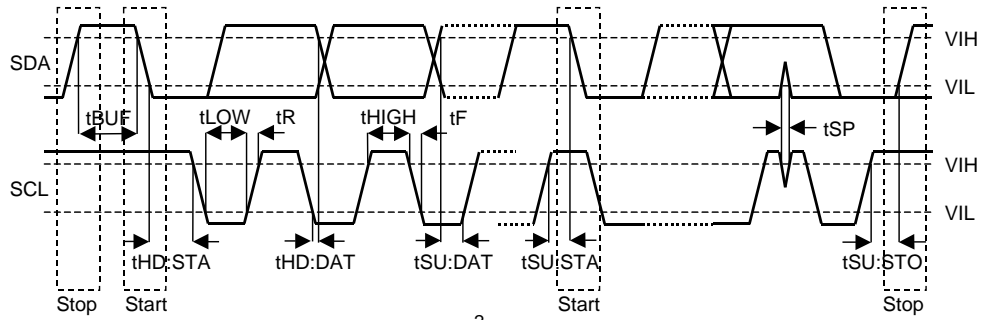 SDA
VIH
VIL
tBUF
tLOW
tR
tHIGH
tF
tSP
SCL
VIH
VIL
tHD:STA
tHD:DAT
tSU:DAT
tSU:STA
tSU:STO
Stop
Start
Start
Stop